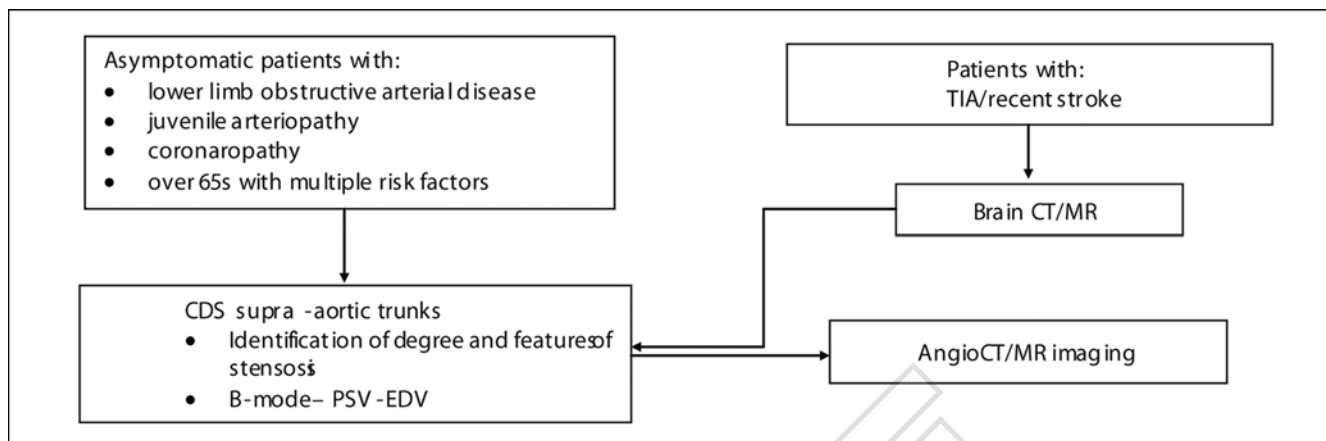 Asymptomatic patients with:
• lower limb obstructive arterial disease
• juvenile arteriopathy
• coronaropathy
• over 65s with multiple risk factors
Patients with:
TIA/recent stroke
Brain CT/MR
CDS supra -aortic trunks
• Identification of degree and features of
stensosis
• B-mode– PSV -EDV
AngioCT/MR imaging